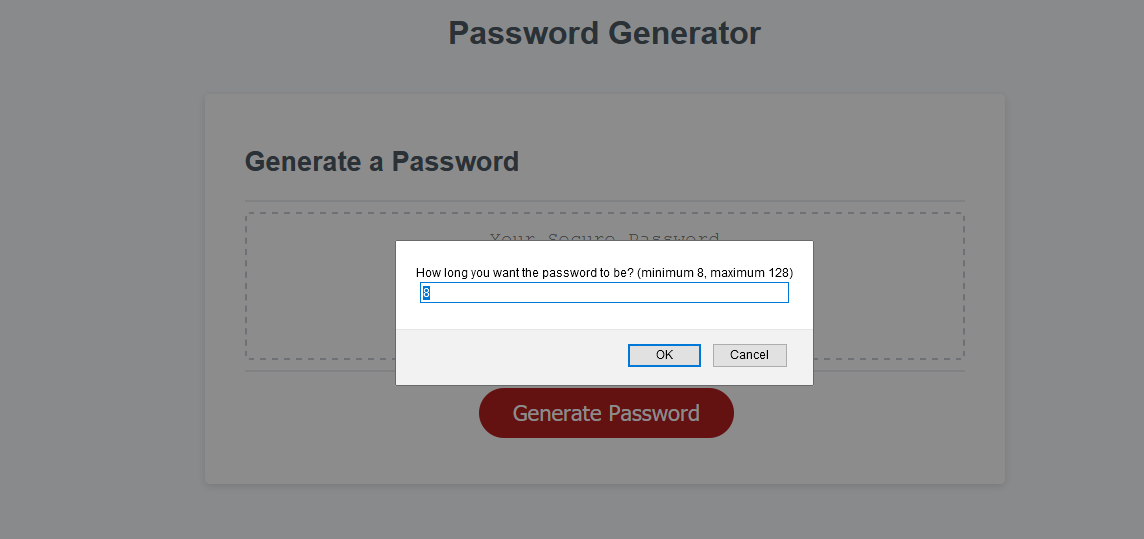 Password Generator
Generate a Password
Your Secure Password
How long you want the password to be? (minimum 8, maximum 128)
8
OK
Cancel
Generate Password